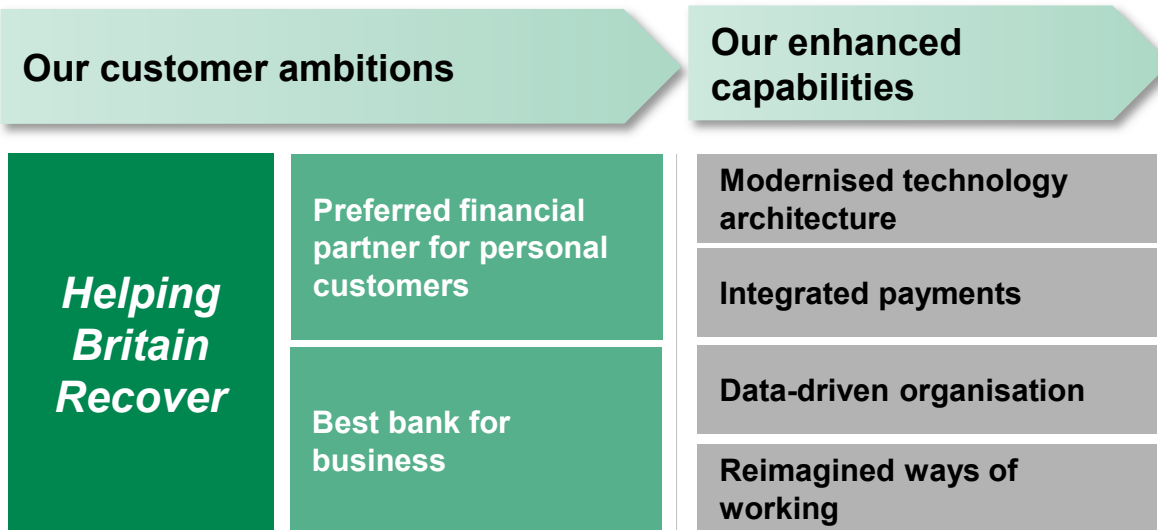 Our customer ambitions
Our enhanced
capabilities
Helping
Britain
Recover
Preferred financial
partner for personal
customers
Best bank for
business
Modernised technology
architecture
Integrated payments
Data-driven organisation
Reimagined ways of
working